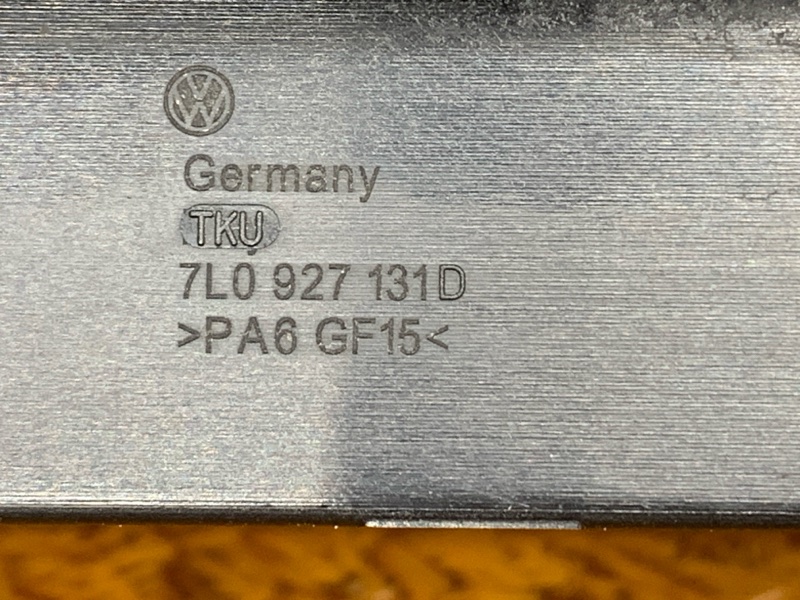 Germany
TKU
7L0 927 131D
>PA6 GF15<